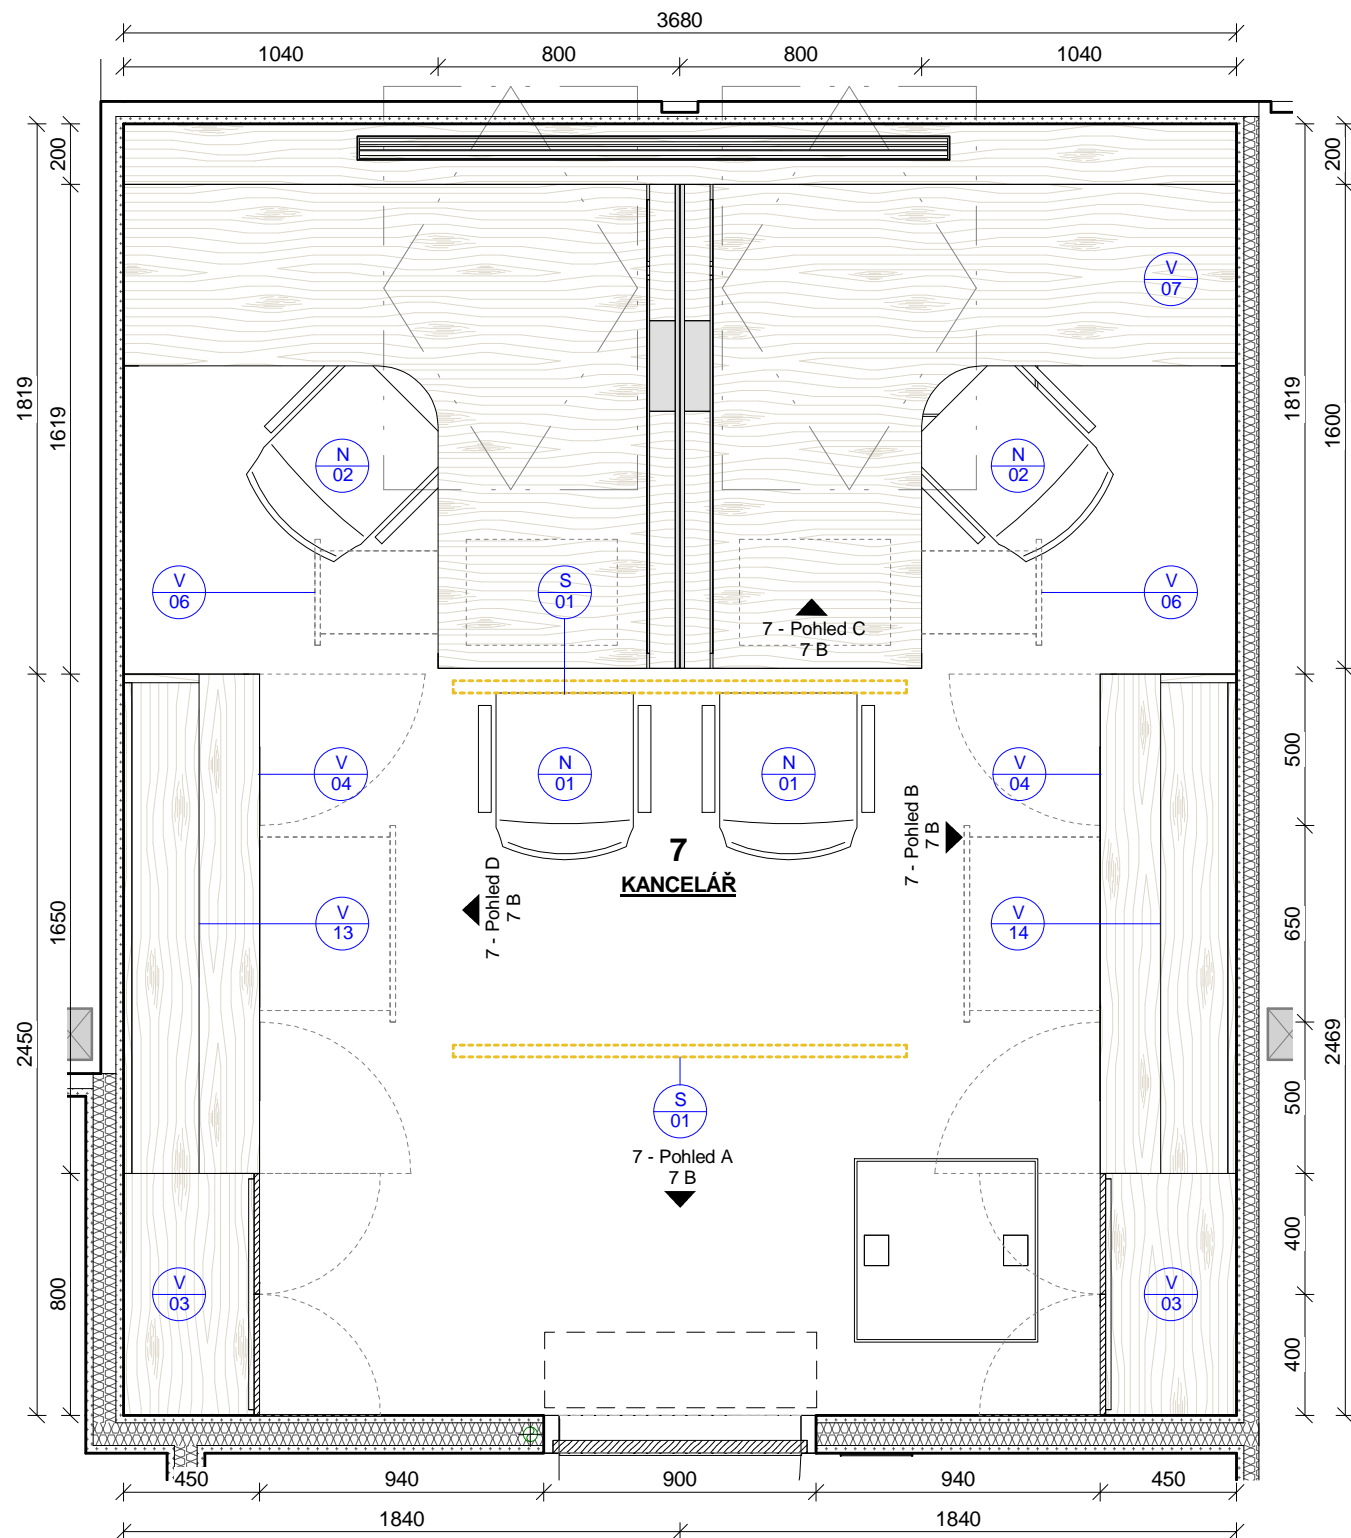 3680
1040
800
800
1040
200
200
V
07
1819
1619
1819
1600
N
02
N
02
V
06
S
01
V
06
7 - Pohled C
7 B
V
04
N
01
N
01
V
04
500
7 - Pohled B
7 B
7
KANCELÁŘ
7 - Pohled D
7 B
V
13
V
14
1650
650
2450
2469
S
01
500
7 - Pohled A
7 B
400
V
03
V
03
800
400
450
940
900
940
450
1840
1840